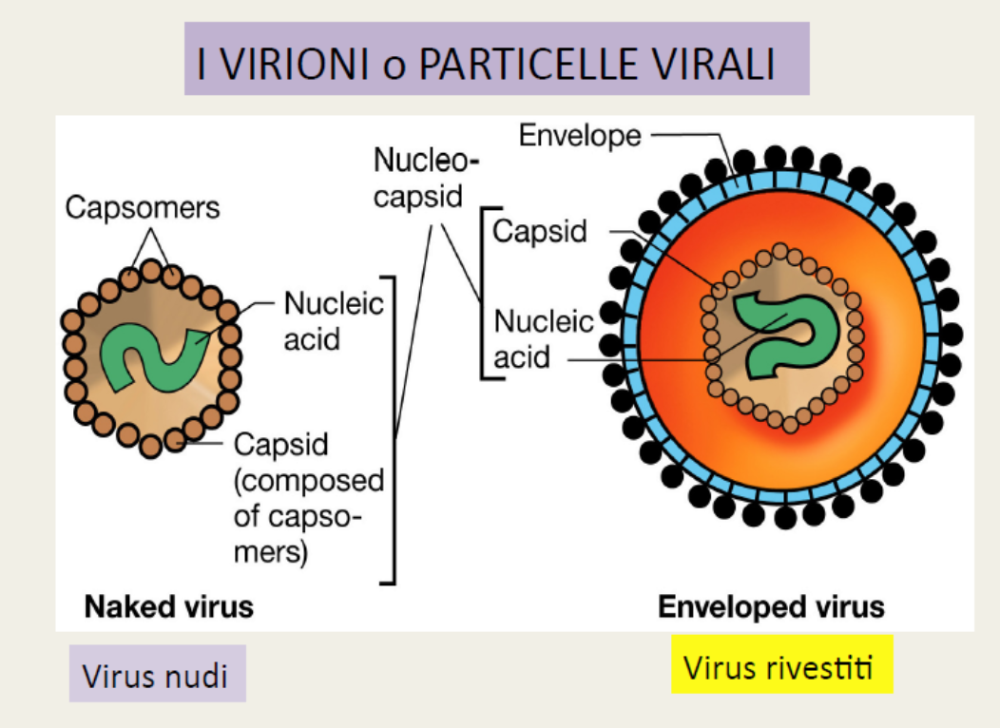 I VIRIONI o PARTICELLE VIRALI
Capsomers
Nucleic
acid
Capsid
(composed
of capso-
mers)
Naked virus
Virus nudi
Nucleo-
capsid
Envelope
Capsid
Nucleic
acid
Enveloped virus
Virus rivestiti